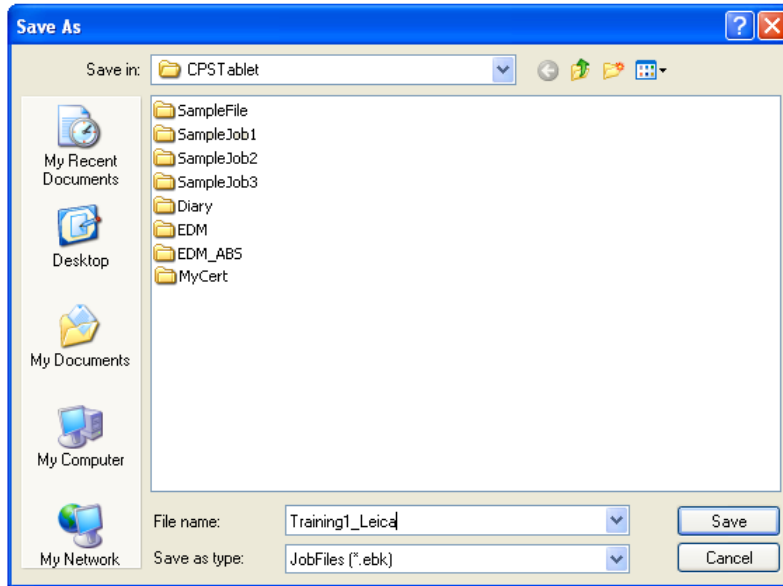 Save As
Save in: CPSTablet
My Recent
Documents
Desktop
My Documents
My Computer
My Network
SampleFile
SampleJob1
SampleJob2
SampleJob3
Diary
EDM
EDM_ABS
MyCert
File name: Training1_Leica Save
Save as type: JobFiles (*.ebk) Cancel